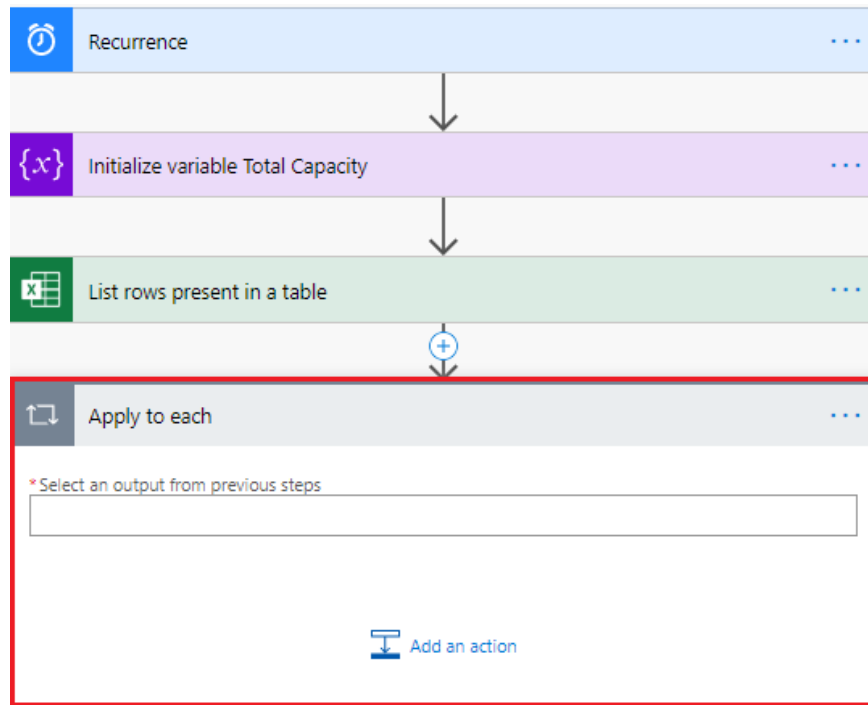 Recurrence
...
{x}
Initialize variable Total Capacity
...
X
List rows present in a table
...
Apply to each
...
*Select an output from previous steps
Add an action